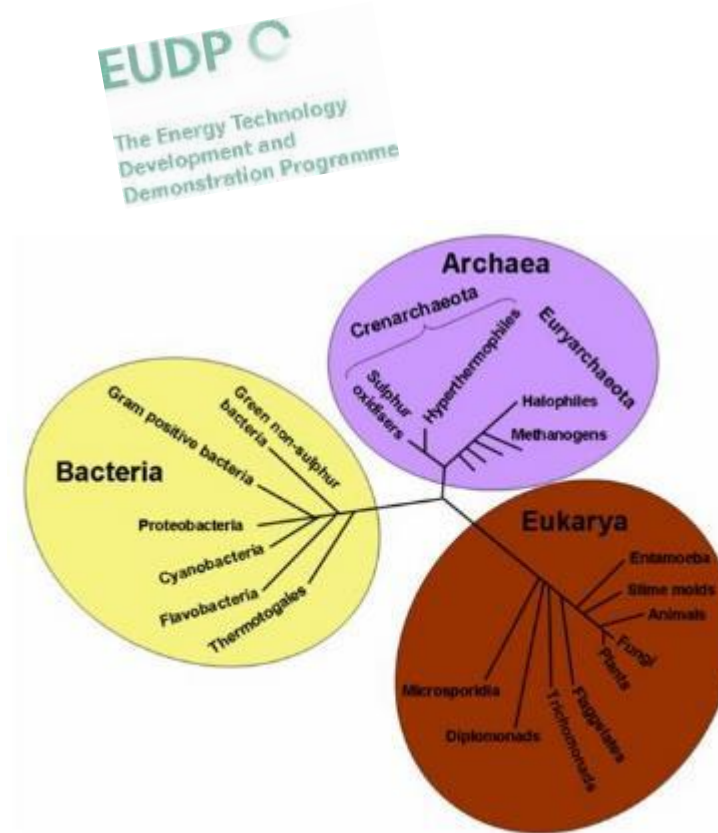 EUDP
The Energy Technology
Development and
Demonstration Programme
Archaea
Crenarchaeota
Euryarchaeota
Sulphur
oxidisers
Hyperthermophiles
Halophiles
Methanogens
Bacteria
Green non-sulphur
bacteria
Gram positive bacteria
Proteobacteria
Cyanobacteria
Flavobacteria
Thermotogales
Eukarya
Entamoeba
Slime molds
Animals
Fungi
Plants
Flaggelates
Trichomonads
Diplomonads
Microsporidia